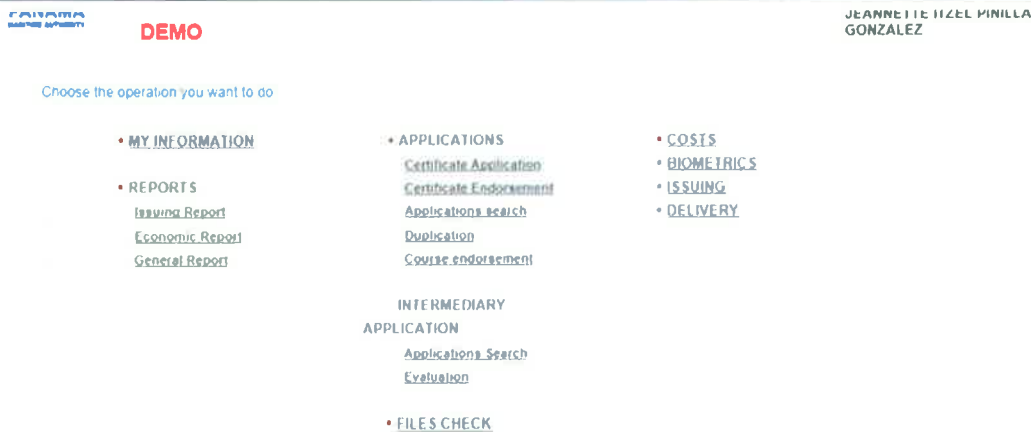 PANAMA
DEMO
JEANNETTE ITZEL PINILLA
GONZALEZ
Choose the operation you want to do
• MY INFORMATION
• REPORTS
Issuing Report
Economic Report
General Report
• APPLICATIONS
Certificate Application
Certificate Endorsement
Applications search
Duplication
Course endorsement
INTERMEDIARY
APPLICATION
Applications Search
Evaluation
• FILES CHECK
• COSTS
• BIOMETRICS
• ISSUING
• DELIVERY